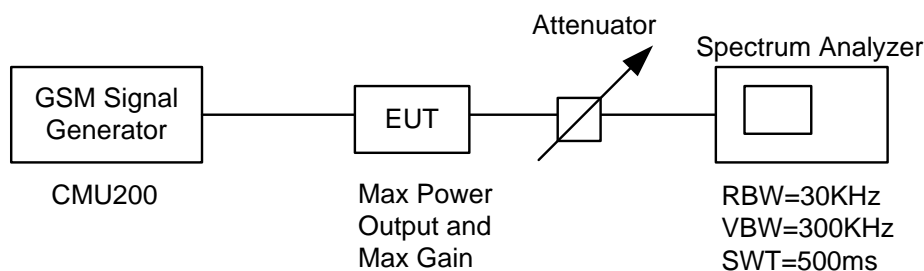 Attenuator
Spectrum Analyzer
GSM Signal
Generator
EUT
CMU200
Max Power
Output and
Max Gain
RBW=30KHz
VBW=300KHz
SWT=500ms